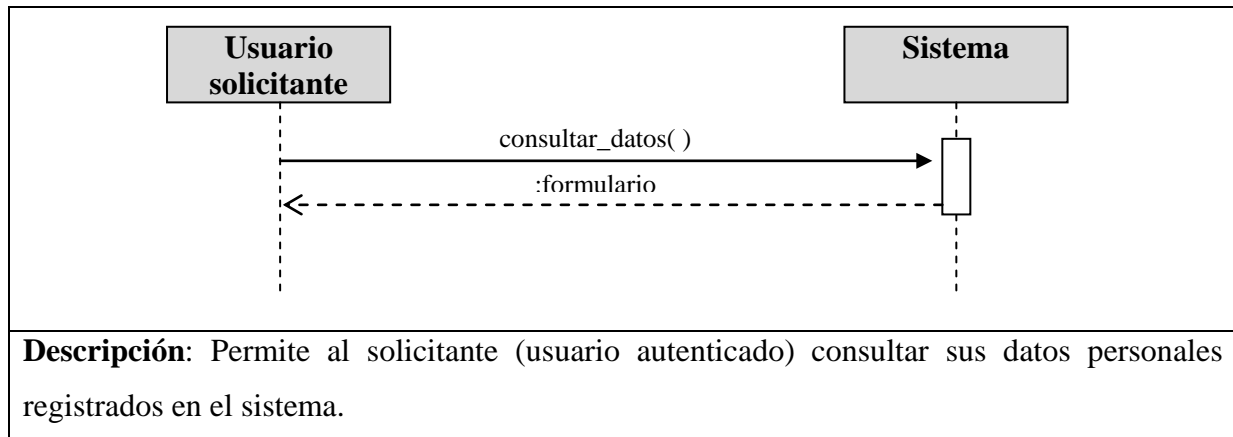 Usuario
solicitante
Sistema
consultar_datos( )
:formulario
Descripción: Permite al solicitante (usuario autenticado) consultar sus datos personales
registrados en el sistema.